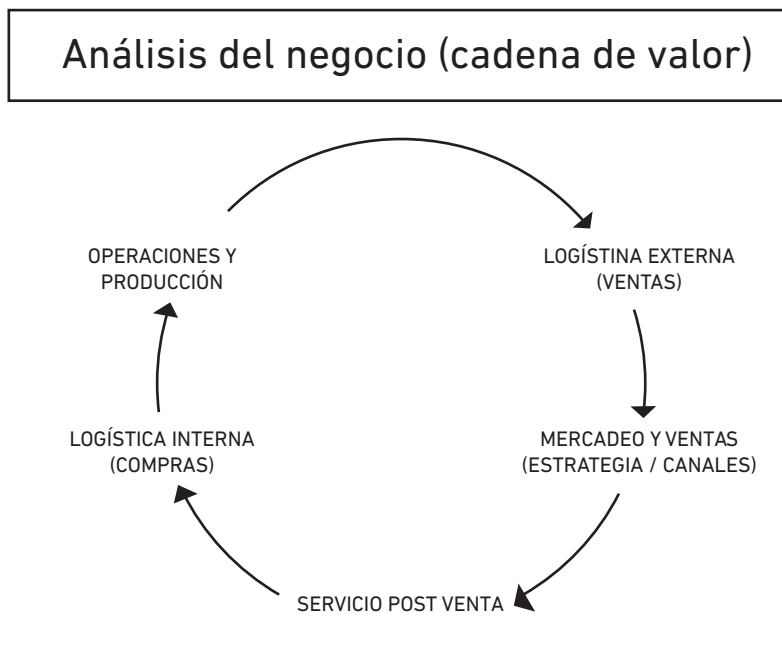 Análisis del negocio (cadena de valor)
OPERACIONES Y
PRODUCCIÓN
LOGÍSTINA EXTERNA
(VENTAS)
LOGÍSTICA INTERNA
(COMPRAS)
MERCADEO Y VENTAS
(ESTRATEGIA / CANALES)
SERVICIO POST VENTA